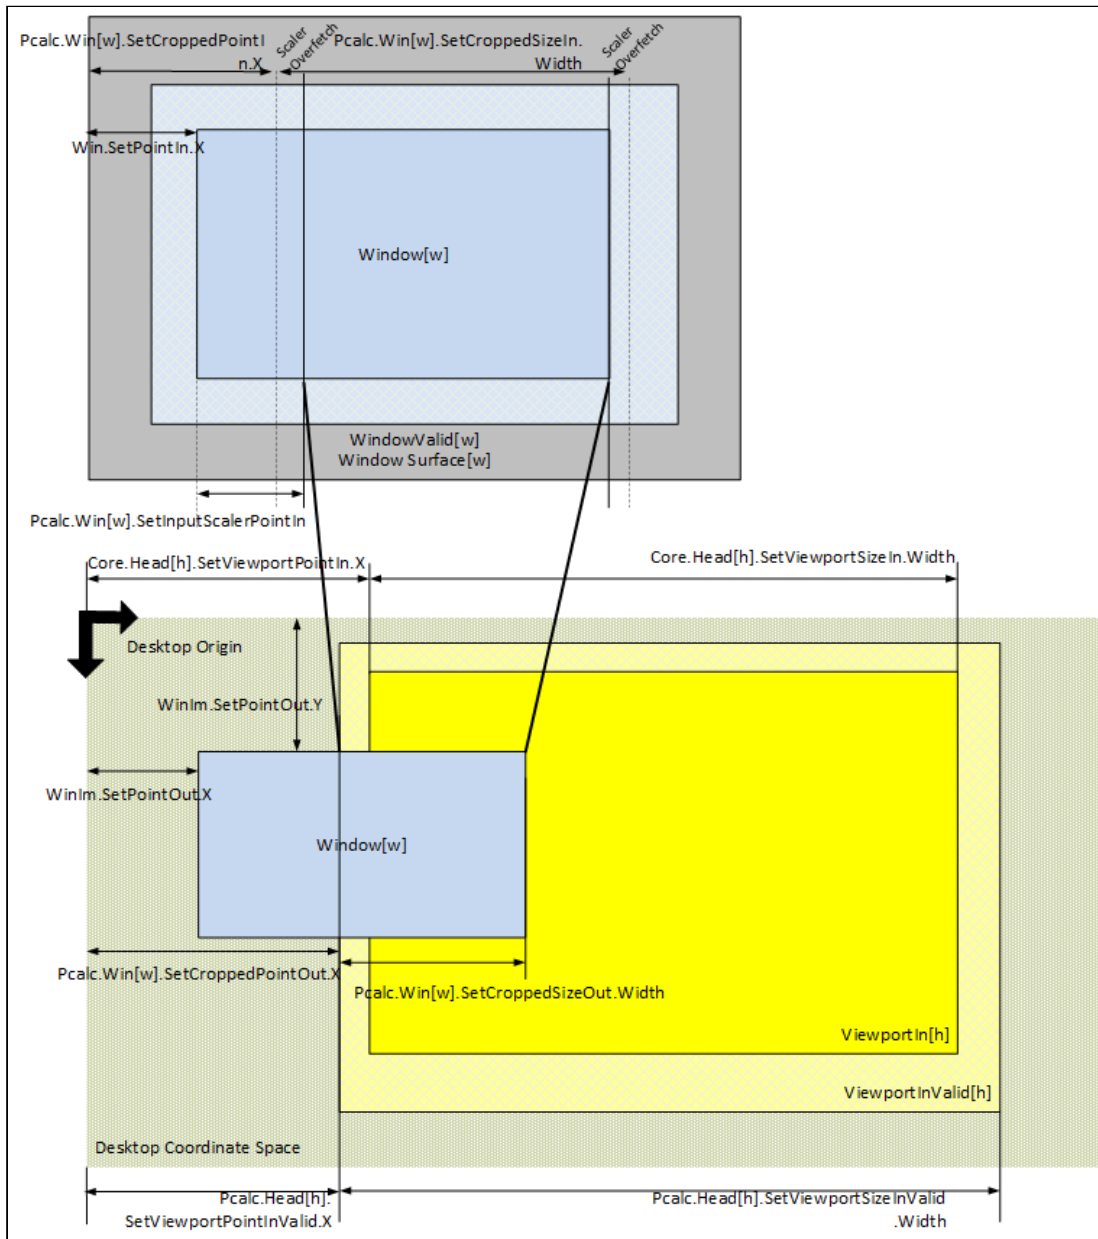 Pcalc.Win[w].SetCroppedPointI
n.X
Scaler
Overfetch
Pcalc.Win[w].SetCroppedSizeIn.
Width
Scaler
Overfetch
Win.SetPointIn.X
Window[w]
WindowValid[w]
Window Surface[w]
Pcalc.Win[w].SetInputScalerPointIn
Core.Head[h].SetViewportPointIn.X
Core.Head[h].SetViewportSizeIn.Width
Desktop Origin
WinIm.SetPointOut.Y
WinIm.SetPointOut.X
Window[w]
Pcalc.Win[w].SetCroppedPointOut.X
Pcalc.Win[w].SetCroppedSizeOut.Width
ViewportIn[h]
ViewportInValid[h]
Desktop Coordinate Space
Pcalc.Head[h].
SetViewportPointInValid.X
Pcalc.Head[h].SetViewportSizeInValid
.Width